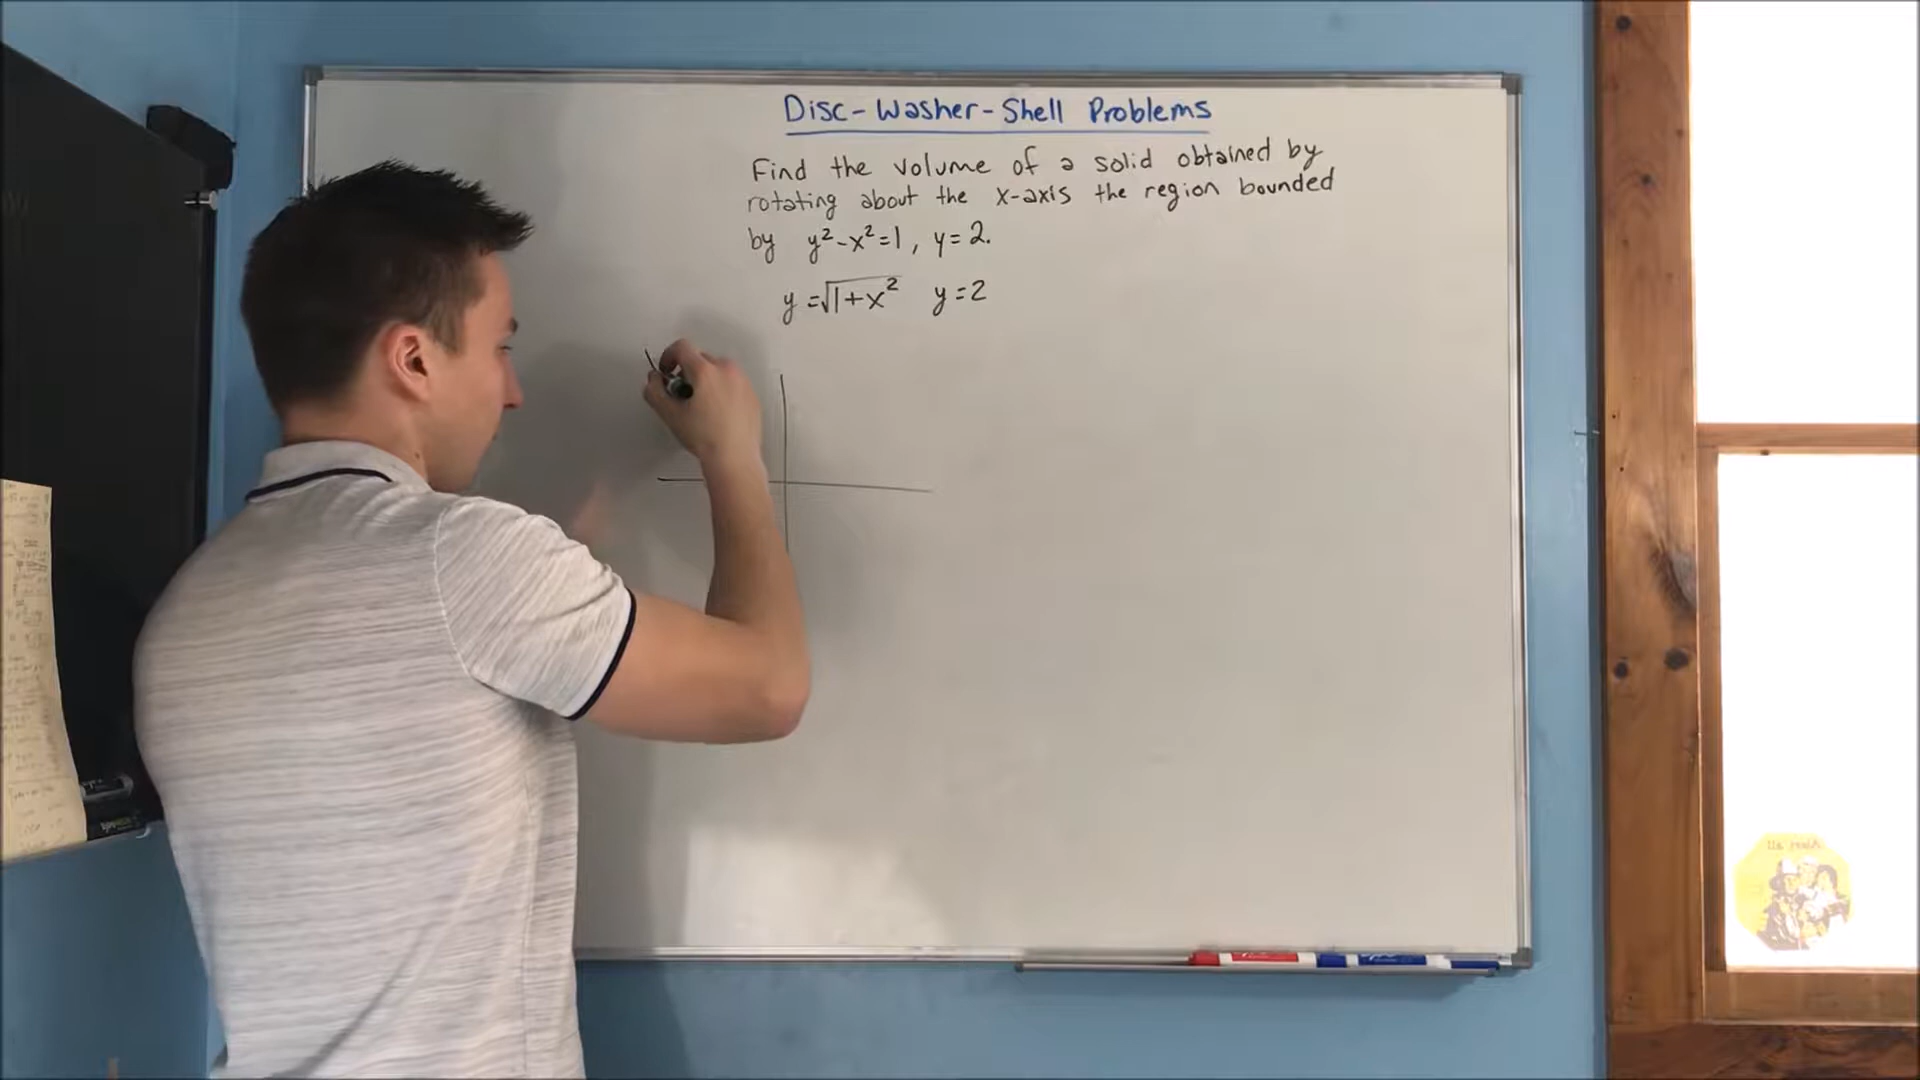 Disc-Washer-Shell Problems
Find the volume of a solid obtained by
rotating about the x-axis the region bounded
by y²-x²=1, y=2.
y=√1+x² y=2